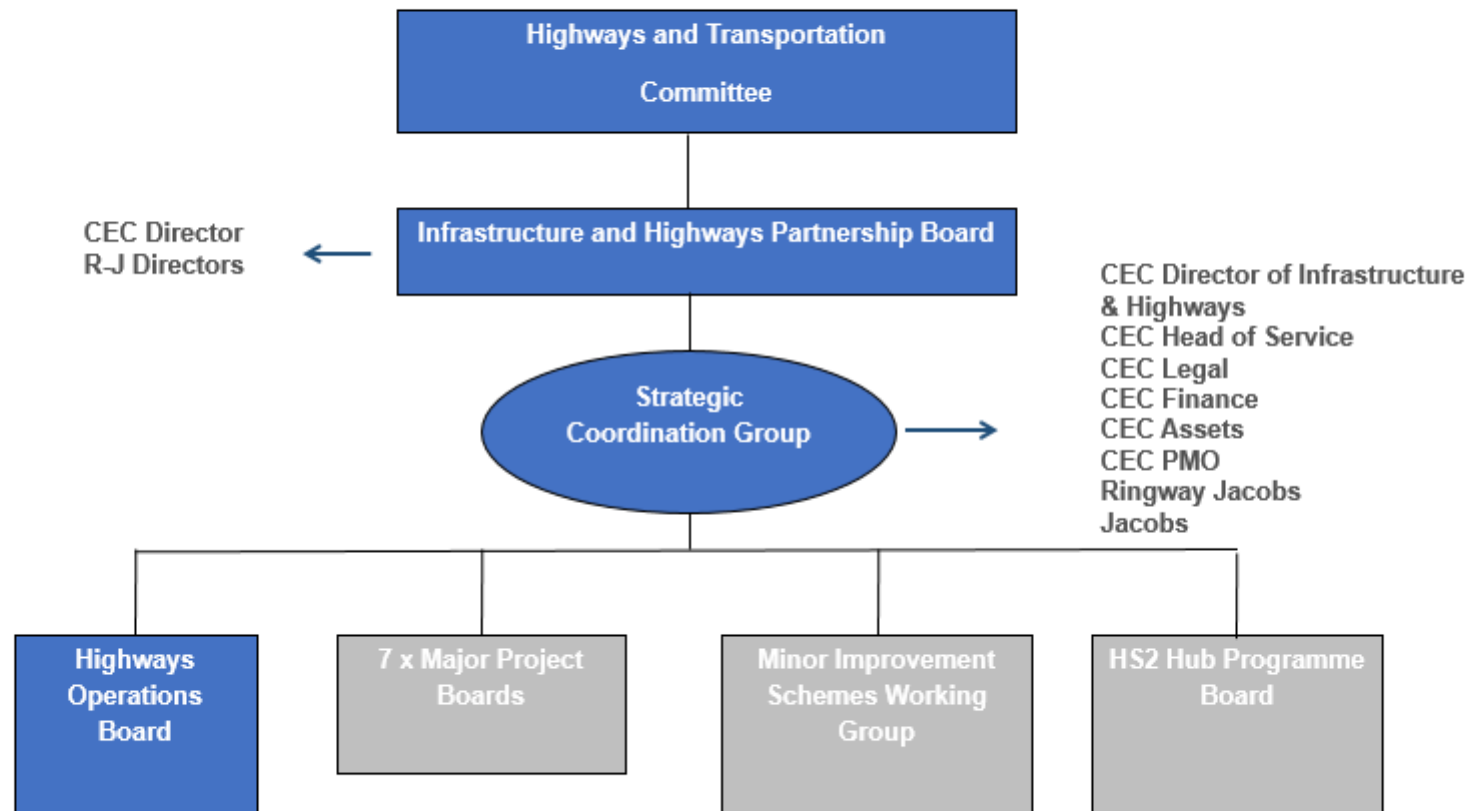 Highways and Transportation
Committee
CEC Director
R-J Directors
Infrastructure and Highways Partnership Board
CEC Director of Infrastructure
& Highways
CEC Head of Service
CEC Legal
CEC Finance
CEC Assets
CEC PMO
Ringway Jacobs
Jacobs
Strategic
Coordination Group
Highways
Operations
Board
7 x Major Project
Boards
Minor Improvement
Schemes Working
Group
HS2 Hub Programme
Board